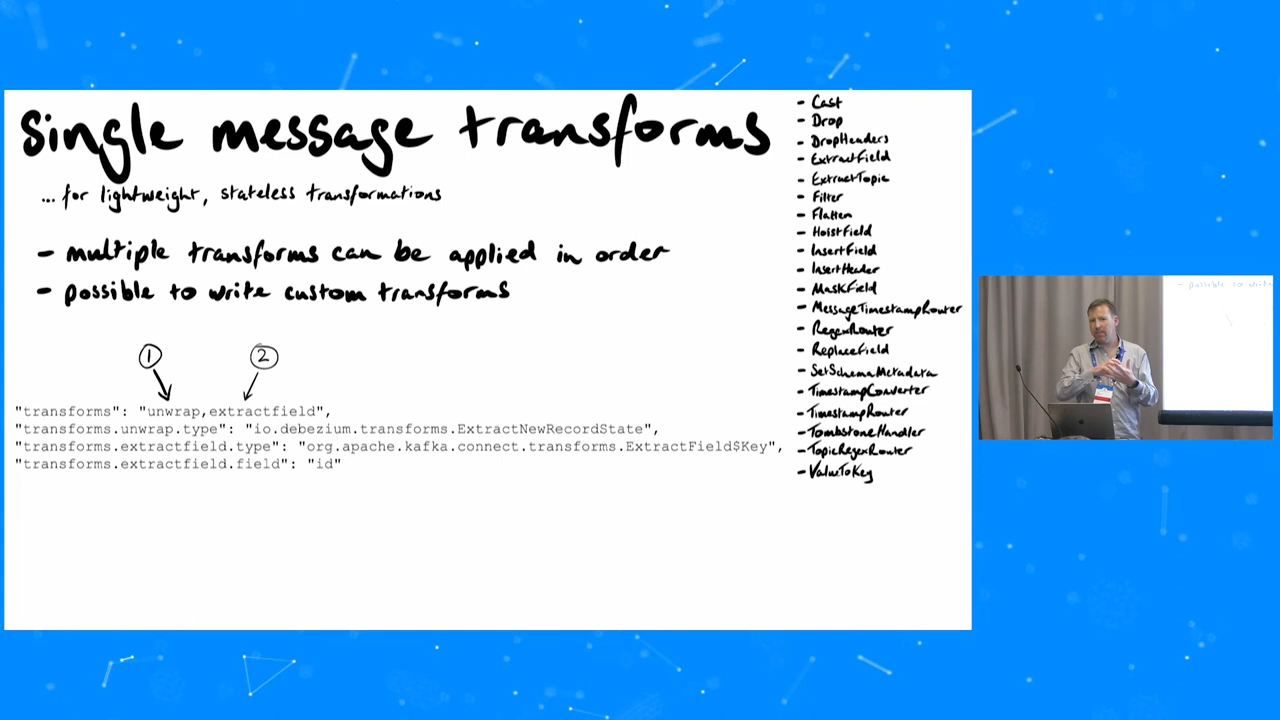 single message transforms
... for lightweight, stateless transformations
- multiple transforms can be applied in order
- possible to write custom transforms
1 2
"transforms": "unwrap,extractfield",
"transforms.unwrap.type": "io.debezium.transforms.ExtractNewRecordState",
"transforms.extractfield.type": "org.apache.kafka.connect.transforms.ExtractField$Key",
"transforms.extractfield.field": "id"
- Cast
- Drop
- DropHeaders
- ExtractField
- ExtractTopic
- Filter
- Flatten
- HoistField
- InsertField
- InsertHeader
- MaskField
- MessageTimestampRouter
- RegexRouter
- ReplaceField
- SetSchemaMetadata
- TimestampConverter
- TimestampRouter
- TombstoneHandler
- TopicRegexRouter
- ValueToKey
- possible to write